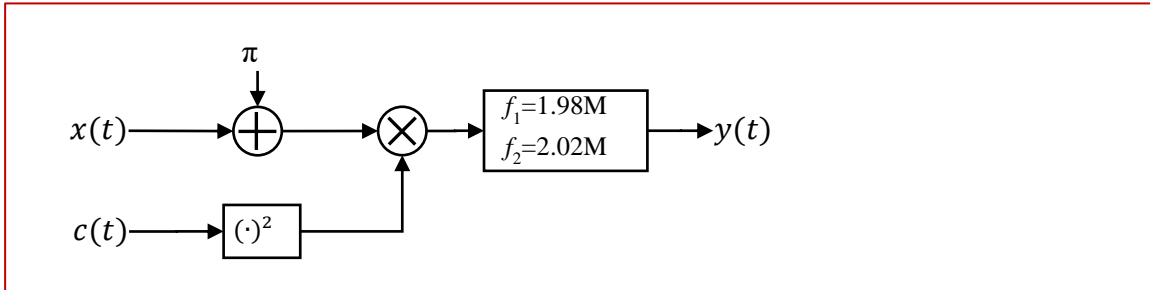 π
x(t)
f₁=1.98M
f₂=2.02M
y(t)
c(t)
(·)²